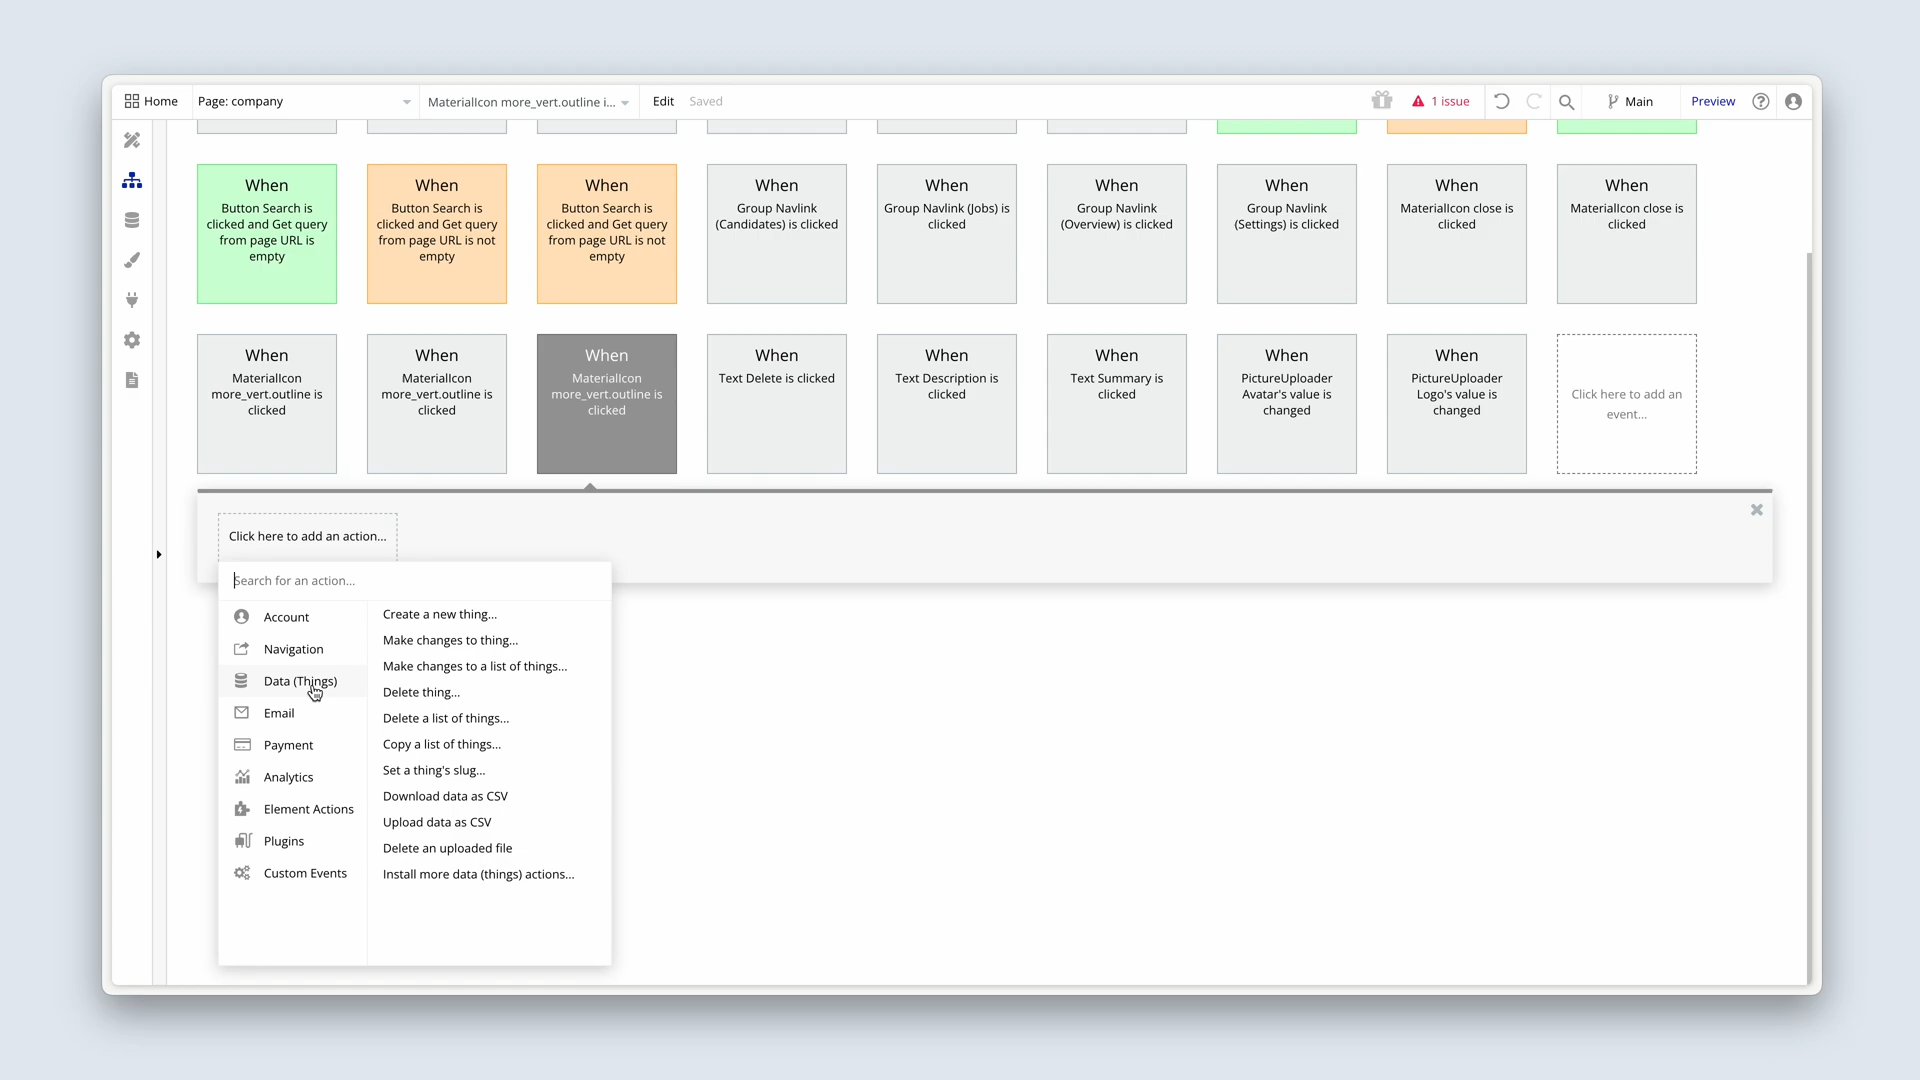 Home
Page: company
MaterialIcon more_vert.outline i...
Edit
Saved
1 issue
Main
Preview
When
Button Search is
clicked and Get query
from page URL is
empty
When
Button Search is
clicked and Get query
from page URL is not
empty
When
Button Search is
clicked and Get query
from page URL is not
empty
When
Group Navlink
(Candidates) is clicked
When
Group Navlink (Jobs) is
clicked
When
Group Navlink
(Overview) is clicked
When
Group Navlink
(Settings) is clicked
When
MaterialIcon close is
clicked
When
MaterialIcon close is
clicked
When
MaterialIcon
more_vert.outline is
clicked
When
MaterialIcon
more_vert.outline is
clicked
When
MaterialIcon
more_vert.outline is
clicked
When
Text Delete is clicked
When
Text Description is
clicked
When
Text Summary is
clicked
When
PictureUploader
Avatar's value is
changed
When
PictureUploader
Logo's value is
changed
Click here to add an
event...
Click here to add an action...
Search for an action...
Account
Navigation
Data (Things)
Email
Payment
Analytics
Element Actions
Plugins
Custom Events
Create a new thing...
Make changes to thing...
Make changes to a list of things...
Delete thing...
Delete a list of things...
Copy a list of things...
Set a thing's slug...
Download data as CSV
Upload data as CSV
Delete an uploaded file
Install more data (things) actions...